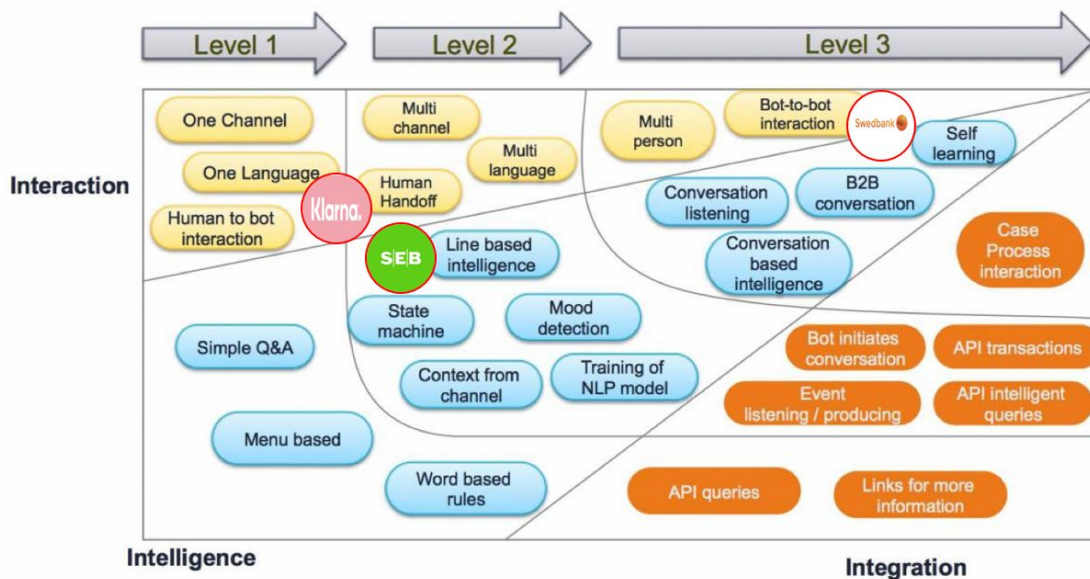 Level 1
Level 2
Level 3
One Channel
One Language
Human to bot
interaction
Klarna.
Multi
channel
Multi
language
Human
Handoff
Multi
person
Bot-to-bot
interaction
Swedbank
Self
learning
Interaction
S|E|B
Line based
intelligence
Conversation
listening
B2B
conversation
Conversation
based
intelligence
Case
Process
interaction
State
machine
Mood
detection
Simple Q&A
Context from
channel
Training of
NLP model
Bot initiates
conversation
API transactions
Event
listening / producing
API intelligent
queries
Menu based
Word based
rules
API queries
Links for more
information
Intelligence
Integration